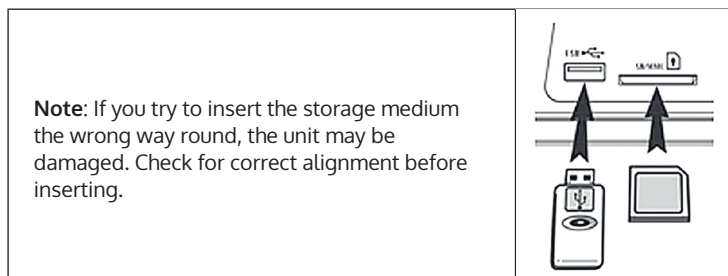 Note: If you try to insert the storage medium
the wrong way round, the unit may be
damaged. Check for correct alignment before
inserting.
USB